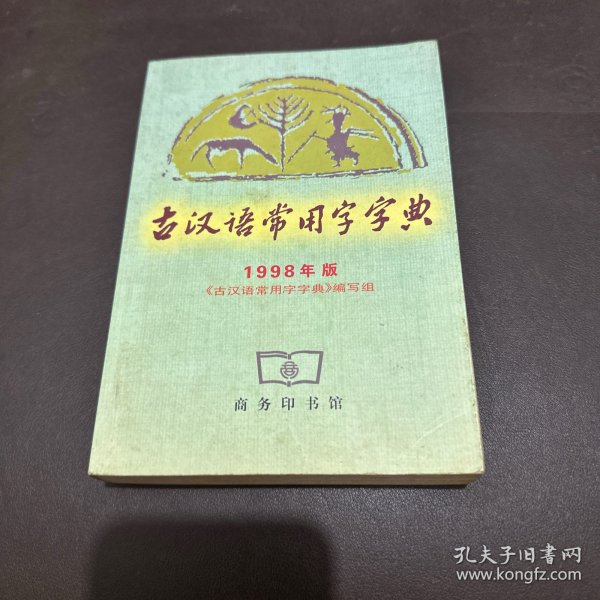 古汉语常用字字典
1998年版
《古汉语常用字字典》编写组
商务印书馆
孔夫子旧书网
www.kongfz.com